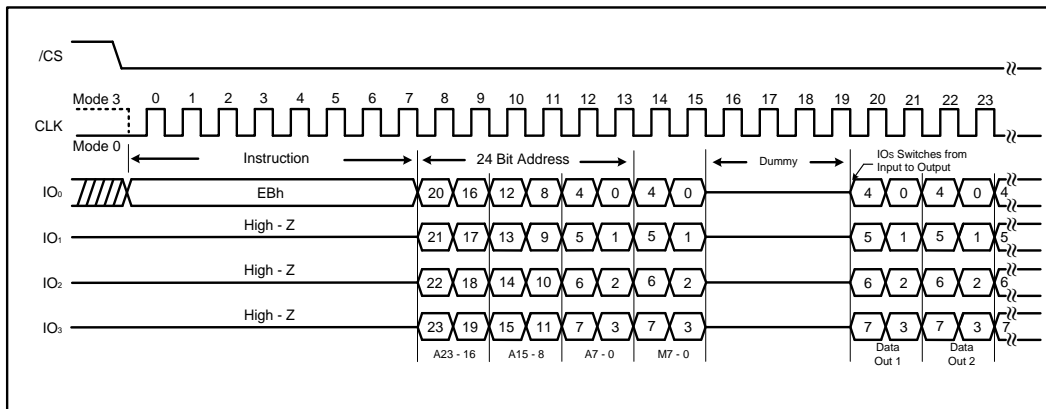 /CS
Mode 3 0 1 2 3 4 5 6 7 8 9 10 11 12 13 14 15 16 17 18 19 20 21 22 23
CLK
Mode 0
Instruction 24 Bit Address Dummy IOs Switches from
Input to Output
IO₀ EBh 20 16 12 8 4 0 4 0 4 0 4 0 4
High - Z
IO₁ 21 17 13 9 5 1 5 1 5 1 5 1 5
High - Z
IO₂ 22 18 14 10 6 2 6 2 6 2 6 2 6
High - Z
IO₃ 23 19 15 11 7 3 7 3 7 3 7 3 7
A23 - 16 A15 - 8 A7 - 0 M7 - 0 Data Data
Out 1 Out 2